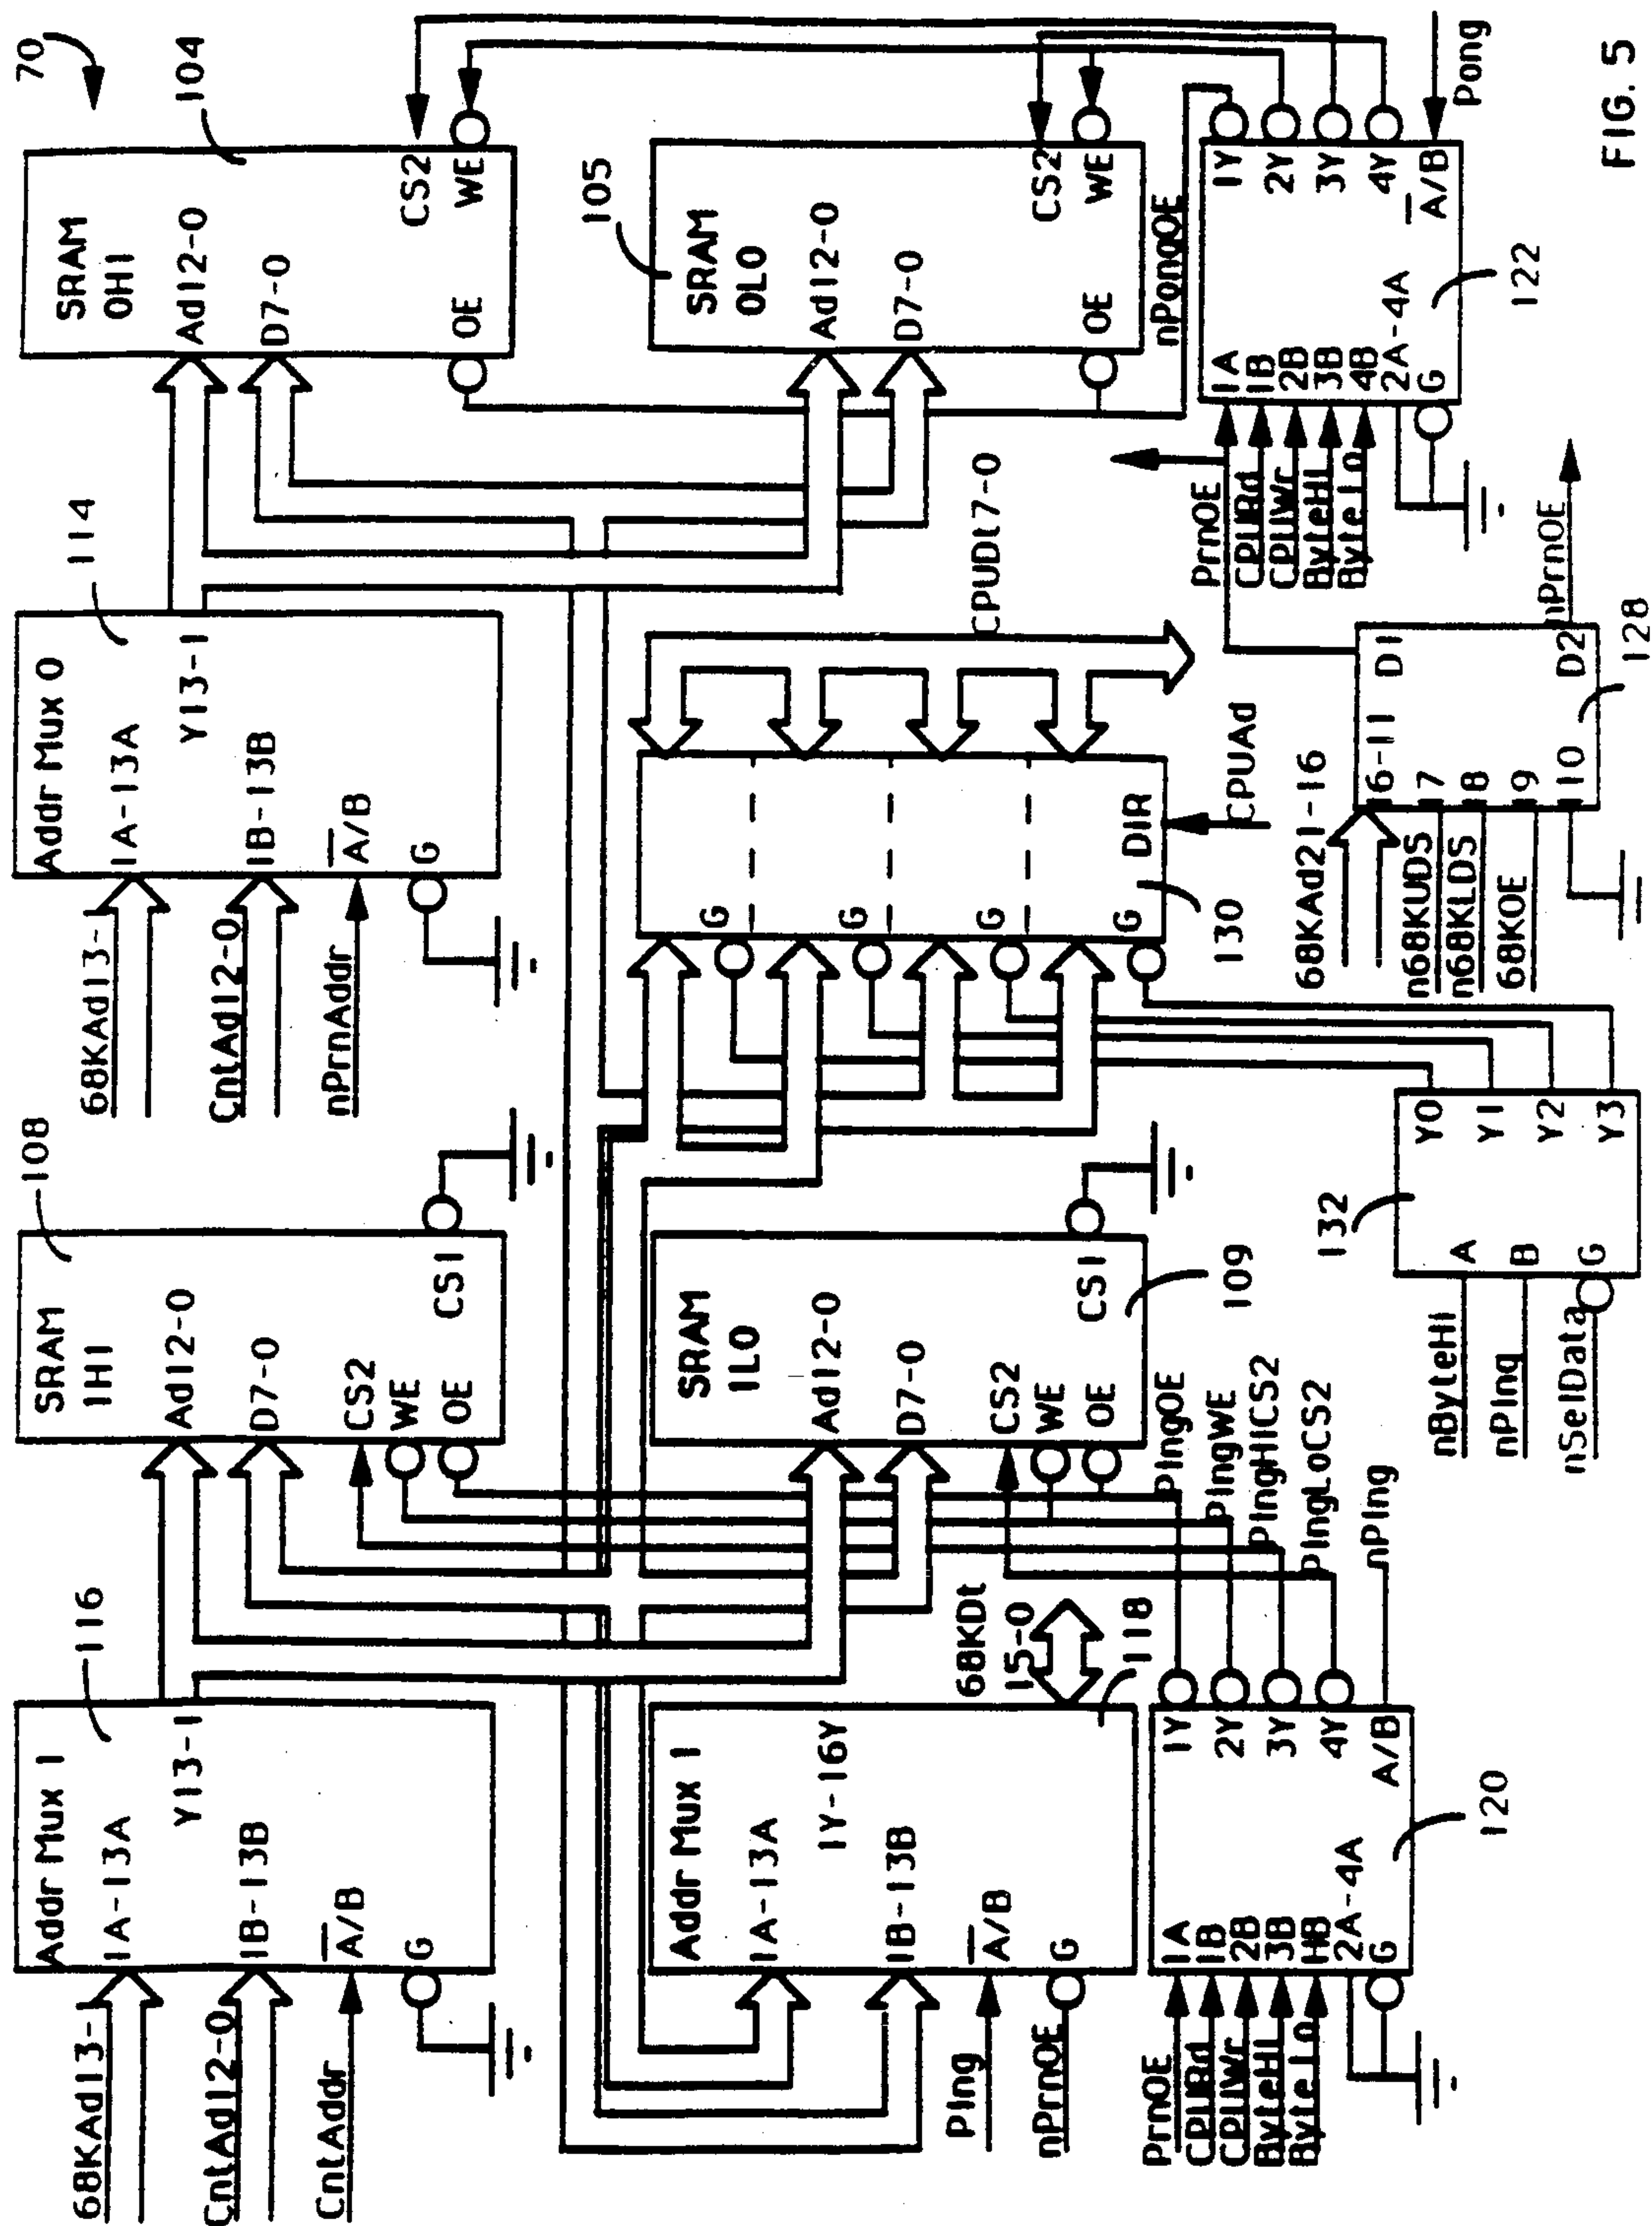 70
Addr Mux 1
1A-13A
Y13-1
1B-13B
A/B
G
116
68KAd13-1
CntAd12-0
CntAddr
SRAM
1HI
Ad12-0
D7-0
CS2
WE
OE
CS1
108
Addr Mux 0
1A-13A
Y13-1
1B-13B
A/B
G
114
68KAd13-1
CntAd12-0
nPrnAddr
SRAM
0HI
Ad12-0
D7-0
OE
CS2
WE
104
Addr Mux 1
1A-13A
1Y-16Y
1B-13B
A/B
G
Ping
nPrnOE
68KDt
15-0
118
SRAM
1LO
Ad12-0
D7-0
CS2
WE
OE
CS1
109
G
G
G
G
DIR
130
CPUAd
CPUDt7-0
SRAM
0LO
Ad12-0
D7-0
OE
CS2
WE
105
nPongOE
PrnOE
CPURd
CPUWr
ByteHi
ByteLo
1A
1B
2B
3B
HB
2A-4A
G
1Y
2Y
3Y
4Y
A/B
120
PingOE
PingWE
PingHICS2
PingLoCS2
nPing
nByteHi
nPing
nSelData
A
B
G
Y0
Y1
Y2
Y3
132
68KAd21-16
n68KUDS
n68KLDS
68KOE
6-11
7
8
9
10
D1
D2
128
nPrnOE
PrnOE
CPURd
CPUWr
ByteHi
ByteLo
1A
1B
2B
3B
4B
2A-4A
G
1Y
2Y
3Y
4Y
A/B
122
Pong
FIG. 5